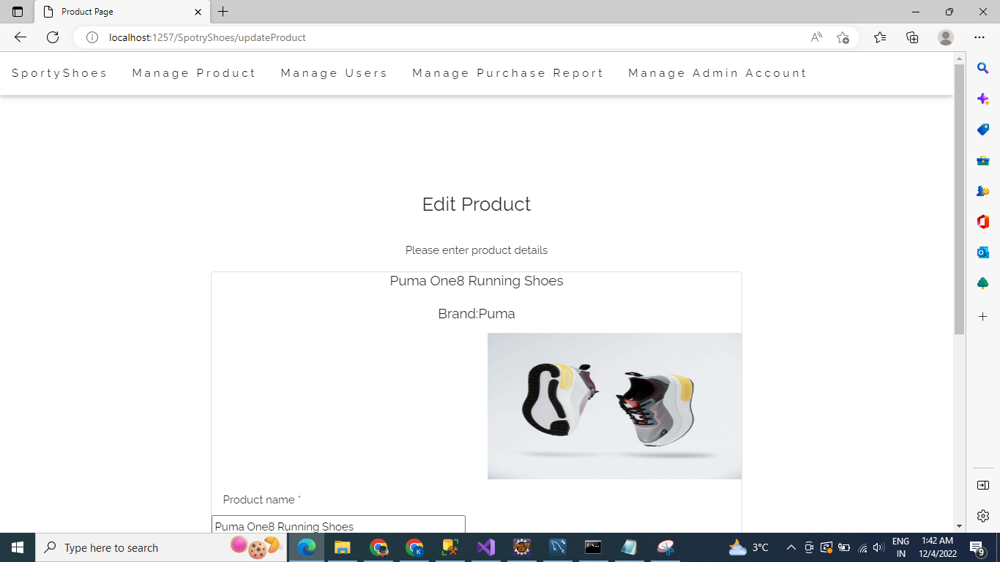 Product Page
localhost:1257/SpotryShoes/updateProduct
SportyShoes Manage Product Manage Users Manage Purchase Report Manage Admin Account
Edit Product
Please enter product details
Puma One8 Running Shoes
Brand:Puma
Product name *
Puma One8 Running Shoes
Type here to search
3°C
ENG
IN
1:42 AM
12/4/2022
9